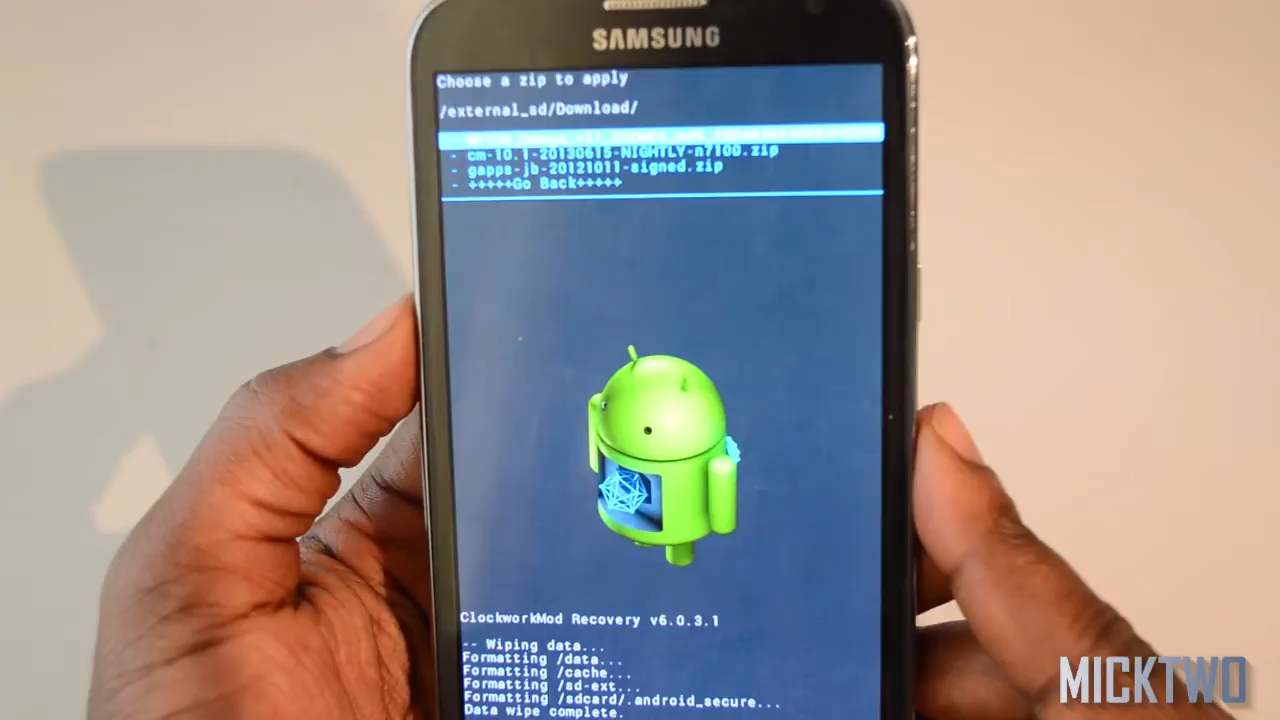 SAMSUNG
Choose a zip to apply
/external_sd/Download/
- cm-10.1-20130615-NIGHTLY-n7100.zip
- gapps-jb-20121011-signed.zip
- +++++Go Back+++++
ClockworkMod Recovery v6.0.3.1
-- Wiping data...
Formatting /data...
Formatting /cache...
Formatting /sd-ext...
Formatting /sdcard/.android_secure...
Data wipe complete.
MICKTWO